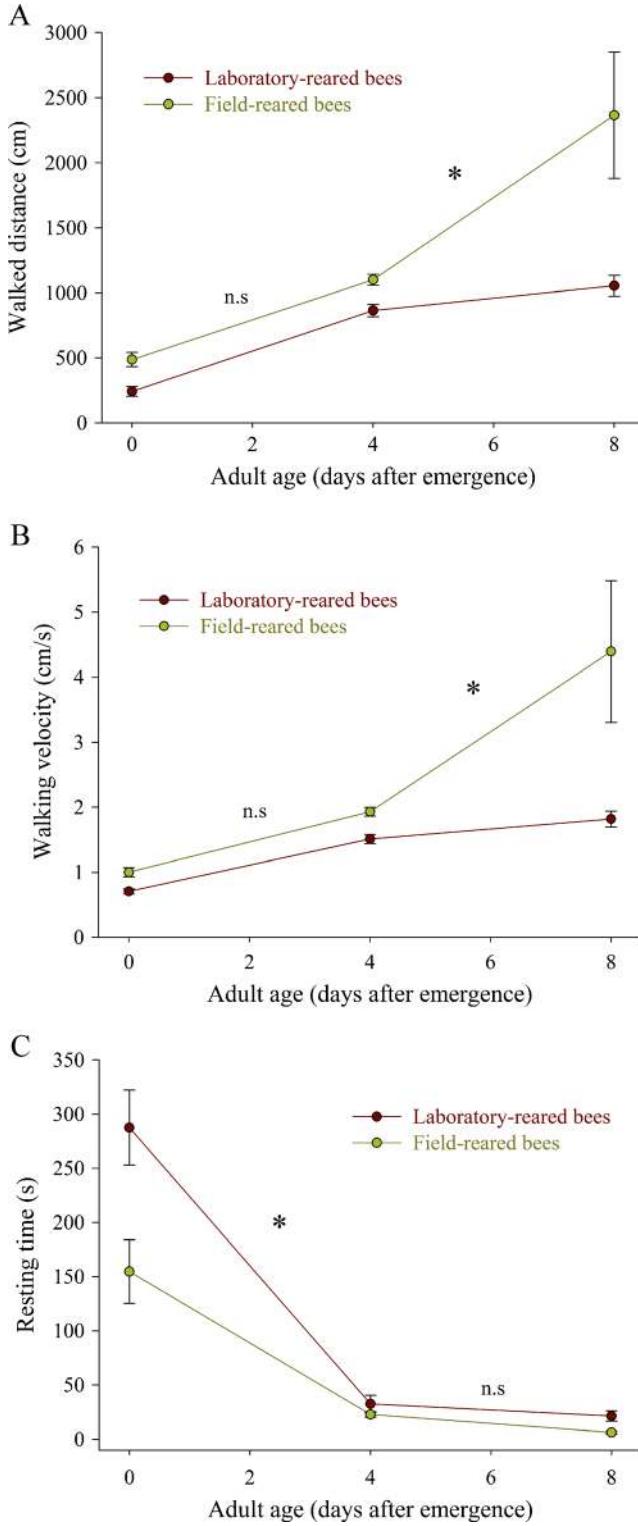 A
3000
Laboratory-reared bees
2500
Field-reared bees
Walked distance (cm)
2000
*
1500
n.s
1000
500
0
0 2 4 6 8
Adult age (days after emergence)
B
6
Laboratory-reared bees
5
Field-reared bees
Walking velocity (cm/s)
4
*
3
n.s
2
1
0
0 2 4 6 8
Adult age (days after emergence)
C
350
300
Laboratory-reared bees
Field-reared bees
250
Resting time (s)
*
200
150
100
n.s
50
0
0 2 4 6 8
Adult age (days after emergence)